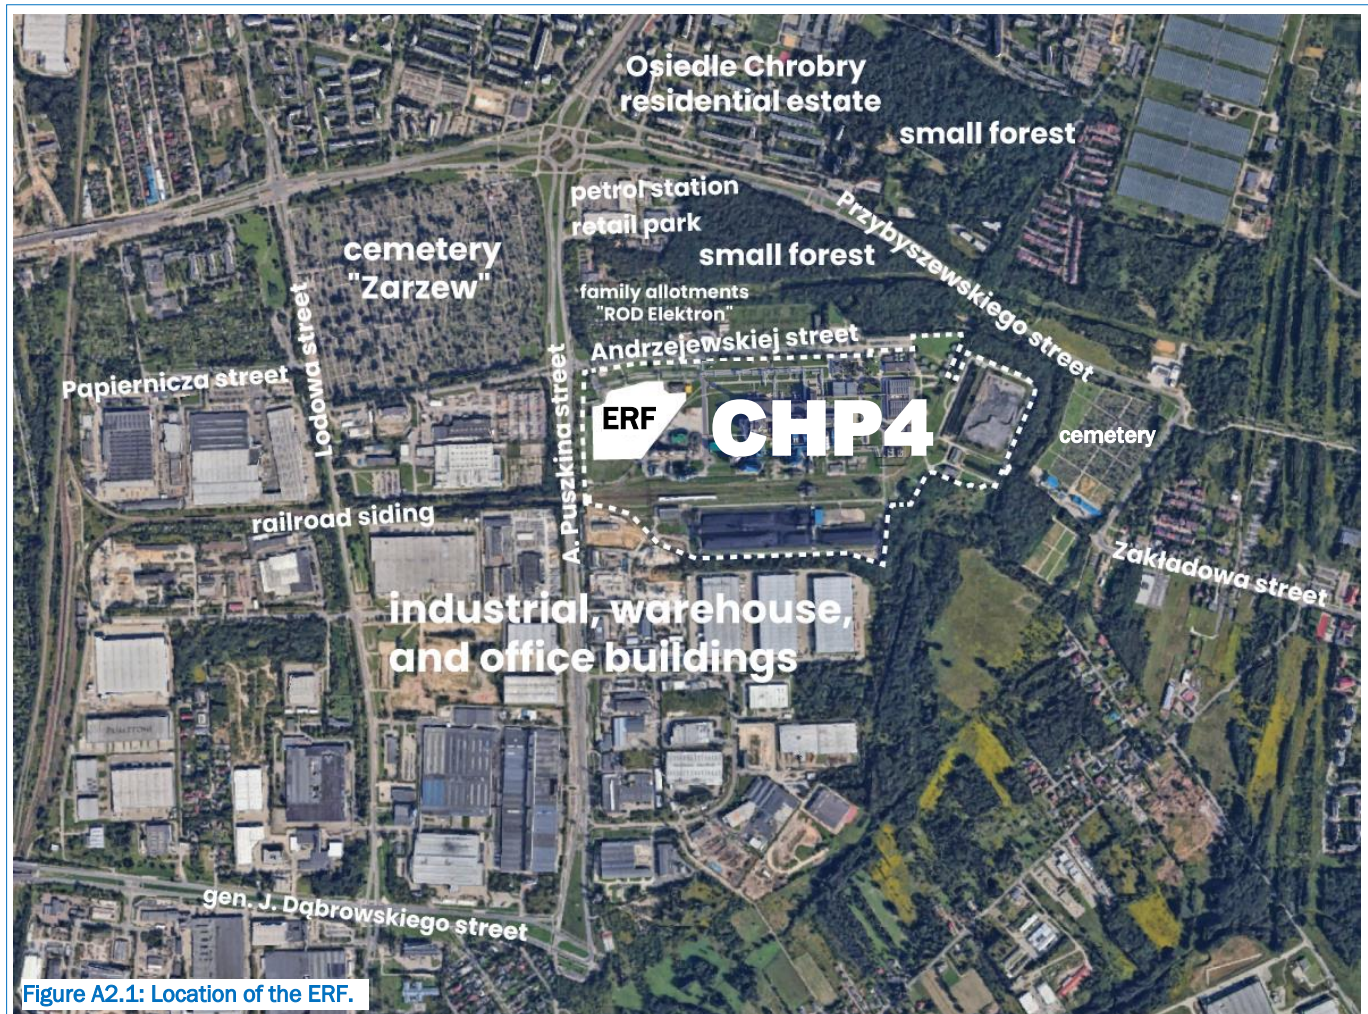 Osiedle Chrobry
residential estate
small forest
petrol station
retail park
Przybyszewskiego street
cemetery
"Zarzew"
small forest
family allotments
"ROD Elektron"
Andrzejewskiej street
Papiernicza street
Lodowa street
A. Puszkina street
ERF
CHP4
cemetery
railroad siding
Zakładowa street
industrial, warehouse,
and office buildings
gen. J. Dąbrowskiego street
Figure A2.1: Location of the ERF.